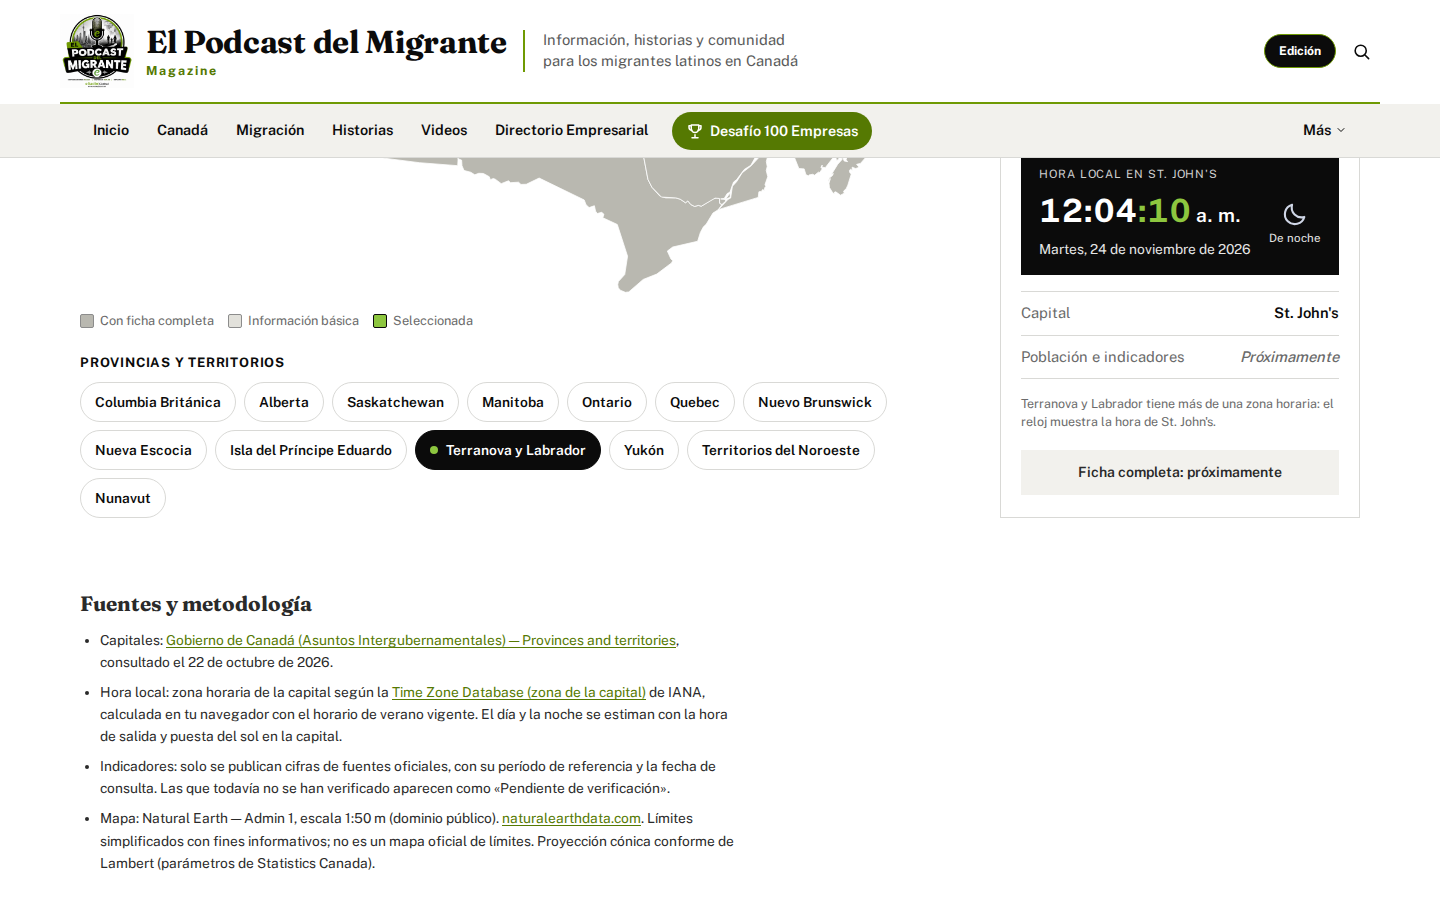 EL
PODCAST
DEL
MIGRANTE
El Podcast del Migrante
Magazine
Información, historias y comunidad
para los migrantes latinos en Canadá
Edición
Inicio
Canadá
Migración
Historias
Videos
Directorio Empresarial
Desafío 100 Empresas
Más
HORA LOCAL EN ST. JOHN'S
12:04:10 a. m.
De noche
Martes, 24 de noviembre de 2026
Con ficha completa
Información básica
Seleccionada
Capital
St. John's
Población e indicadores
Próximamente
PROVINCIAS Y TERRITORIOS
Columbia Británica
Alberta
Saskatchewan
Manitoba
Ontario
Quebec
Nuevo Brunswick
Nueva Escocia
Isla del Príncipe Eduardo
Terranova y Labrador
Yukón
Territorios del Noroeste
Nunavut
Terranova y Labrador tiene más de una zona horaria: el
reloj muestra la hora de St. John's.
Ficha completa: próximamente
Fuentes y metodología
• Capitales: Gobierno de Canadá (Asuntos Intergubernamentales) — Provinces and territories,
consultado el 22 de octubre de 2026.
• Hora local: zona horaria de la capital según la Time Zone Database (zona de la capital) de IANA,
calculada en tu navegador con el horario de verano vigente. El día y la noche se estiman con la hora
de salida y puesta del sol en la capital.
• Indicadores: solo se publican cifras de fuentes oficiales, con su período de referencia y la fecha de
consulta. Las que todavía no se han verificado aparecen como «Pendiente de verificación».
• Mapa: Natural Earth — Admin 1, escala 1:50 m (dominio público). naturalearthdata.com. Límites
simplificados con fines informativos; no es un mapa oficial de límites. Proyección cónica conforme de
Lambert (parámetros de Statistics Canada).